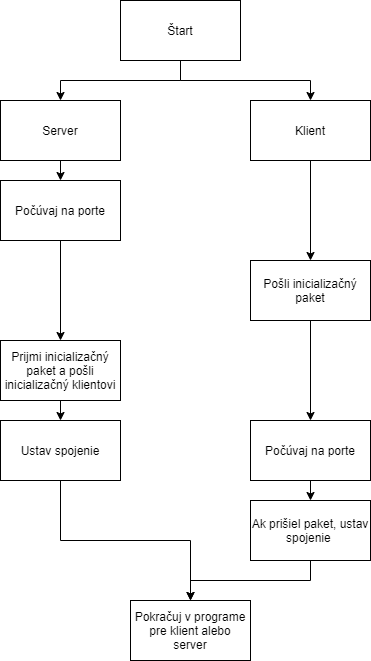 Štart
Server
Klient
Počúvaj na porte
Pošli inicializačný
paket
Prijmi inicializačný
paket a pošli
inicializačný klientovi
Ustav spojenie
Počúvaj na porte
Ak prišiel paket, ustav
spojenie
Pokračuj v programe
pre klient alebo
server